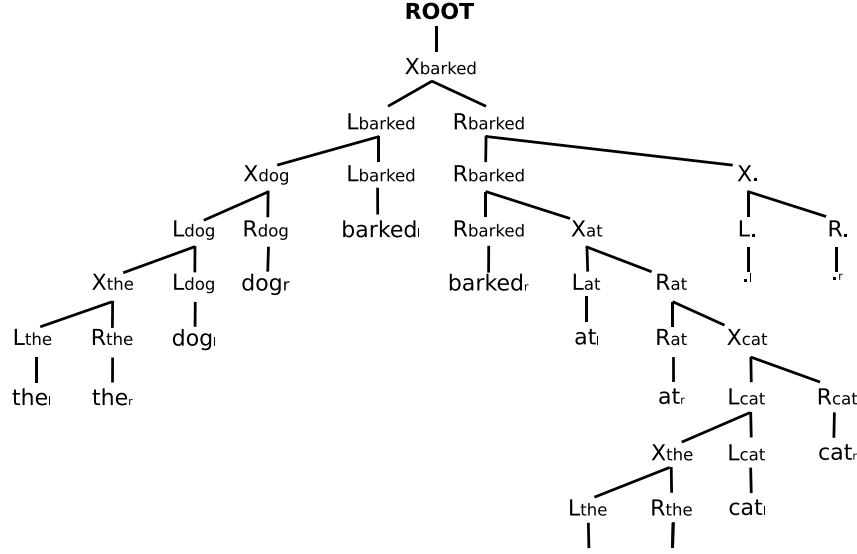 ROOT
Xbarked
Lbarked Rbarked
Xdog Lbarked Rbarked X.
Ldog Rdog barkedl Rbarked Xat L. R.
Xthe Ldog dogr barkedr Lat Rat .l .r
Lthe Rthe dogl atl Rat Xcat
thel ther atr Lcat Rcat
Xthe Lcat catr
Lthe Rthe catl